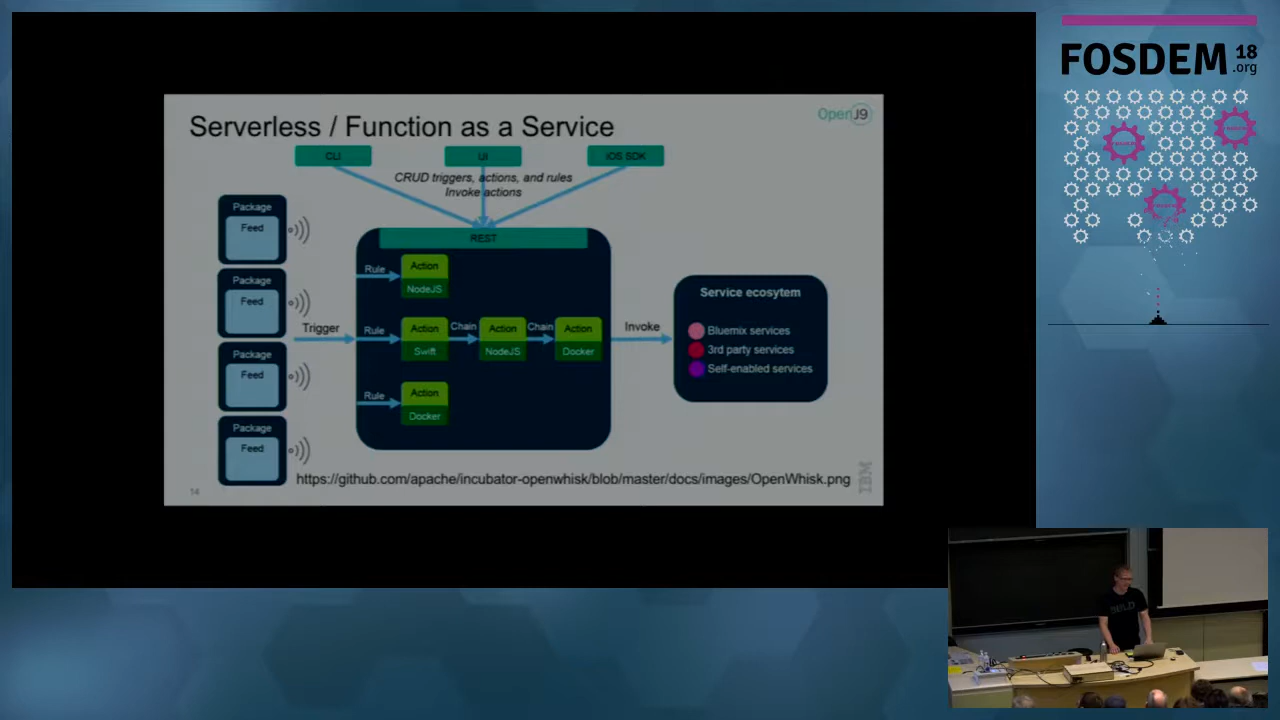 Serverless / Function as a Service
OpenJ9
CLI
UI
iOS SDK
CRUD triggers, actions, and rules
Invoke actions
REST
Package
Feed
Package
Feed
Package
Feed
Package
Feed
Trigger
Rule
Action
NodeJS
Rule
Action
Swift
Chain
Action
NodeJS
Chain
Action
Docker
Rule
Action
Docker
Invoke
Service ecosytem
Bluemix services
3rd party services
Self-enabled services
https://github.com/apache/incubator-openwhisk/blob/master/docs/images/OpenWhisk.png
14
IBM
FOSDEM 18
.org